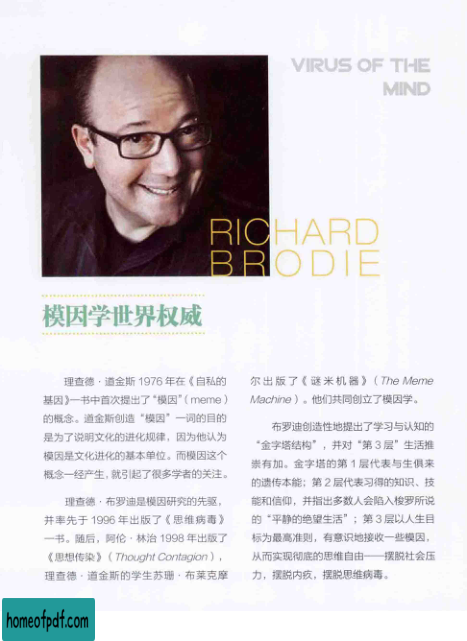 VIRUS OF THE
MIND
RICHARD
BRODIE
模因学世界权威
理查德·道金斯 1976 年在《自私的
基因》一书中首次提出了“模因”（meme）
的概念。道金斯创造“模因”一词的目的
是为了说明文化的进化规律，因为他认为
模因是文化进化的基本单位。而模因这个
概念一经产生，就引起了很多学者的关注。
理查德·布罗迪是模因研究的先驱，
并率先于 1996 年出版了《思维病毒》
一书。随后，阿伦·林治 1998 年出版了
《思想传染》（Thought Contagion），
理查德·道金斯的学生苏珊·布莱克摩
尔出版了《谜米机器》（The Meme
Machine）。他们共同创立了模因学。
布罗迪创造性地提出了学习与认知的
“金字塔结构”，并对“第 3 层”生活推
崇有加。金字塔的第 1 层代表与生俱来
的遗传本能；第 2 层代表习得的知识、技
能和信仰，并指出多数人会陷入梭罗所说
的“平静的绝望生活”；第 3 层以人生目
标为最高准则，有意识地接收一些模因，
从而实现彻底的思维自由——摆脱社会压
力，摆脱内疚，摆脱思维病毒。
homeofpdf.com